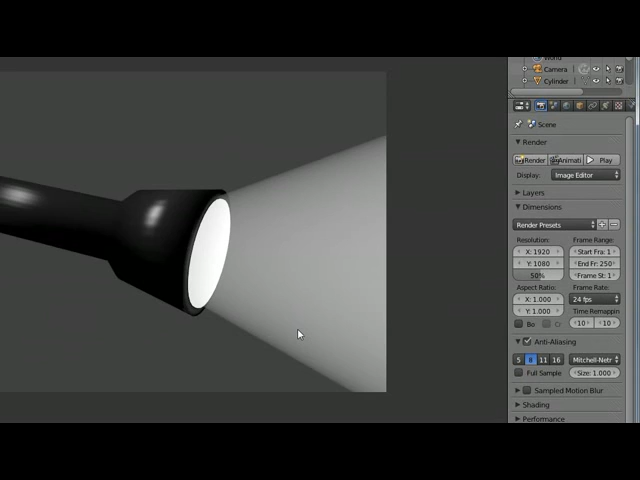 World
Camera
Cylinder
Scene
Render
Render
Animati
Play
Display:
Image Editor
Layers
Dimensions
Render Presets
Resolution:
Frame Range:
X: 1920
Start Fra: 1
Y: 1080
End Fr: 250
50%
Frame St: 1
Aspect Ratio:
Frame Rate:
X: 1.000
24 fps
Y: 1.000
Time Remappin
Bo
Cr
10
10
Anti-Aliasing
5
8
11
16
Mitchell-Netr
Full Sample
Size: 1.000
Sampled Motion Blur
Shading
Performance